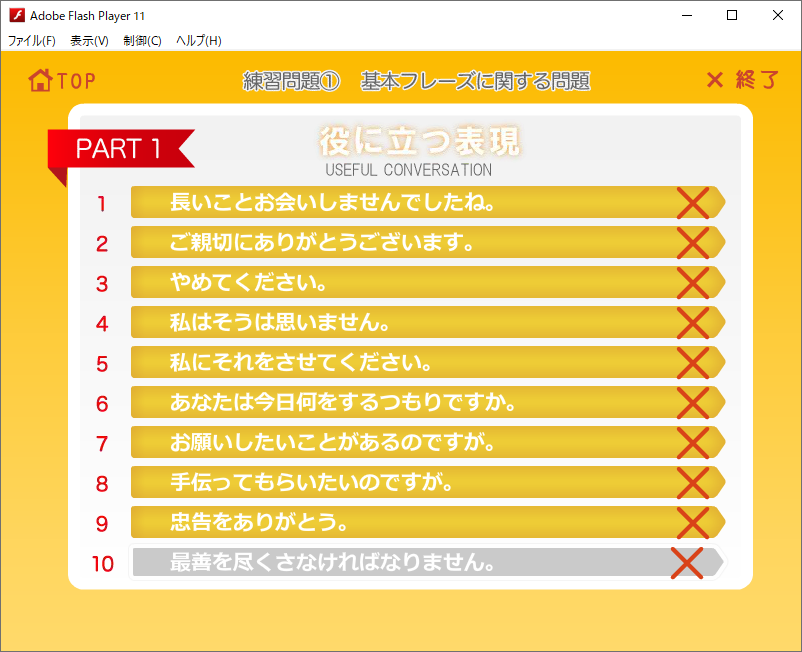 Adobe Flash Player 11
ファイル(F) 表示(V) 制御(C) ヘルプ(H)
TOP 練習問題① 基本フレーズに関する問題 × 終了
PART 1
役に立つ表現
USEFUL CONVERSATION
1 長いことお会いしませんでしたね。
2 ご親切にありがとうございます。
3 やめてください。
4 私はそうは思いません。
5 私にそれをさせてください。
6 あなたは今日何をするつもりですか。
7 お願いしたいことがあるのですが。
8 手伝ってもらいたいのですが。
9 忠告をありがとう。
10 最善を尽くさなければなりません。